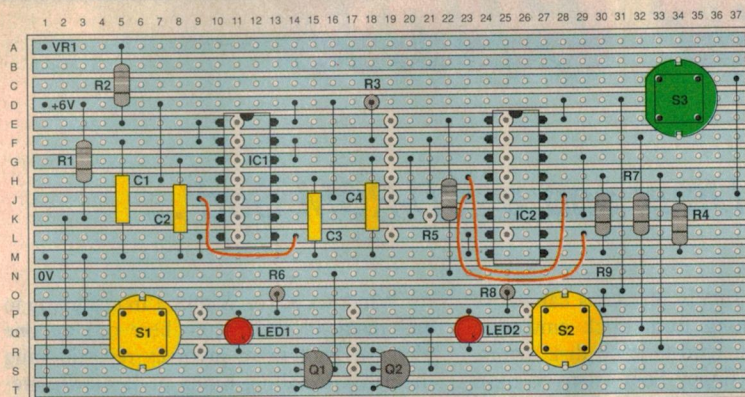 1 2 3 4 5 6 7 8 9 10 11 12 13 14 15 16 17 18 19 20 21 22 23 24 25 26 27 28 29 30 31 32 33 34 35 36 37
A VR1
B S3
C R2 R3
D +6V
E
F
G R1 IC1
H C1 R7
J C2 C4
K IC2 R4
L C3 R5
M
N 0V R6 R9
O R8
P
Q S1 LED1 LED2 S2
R
S Q1 Q2
T